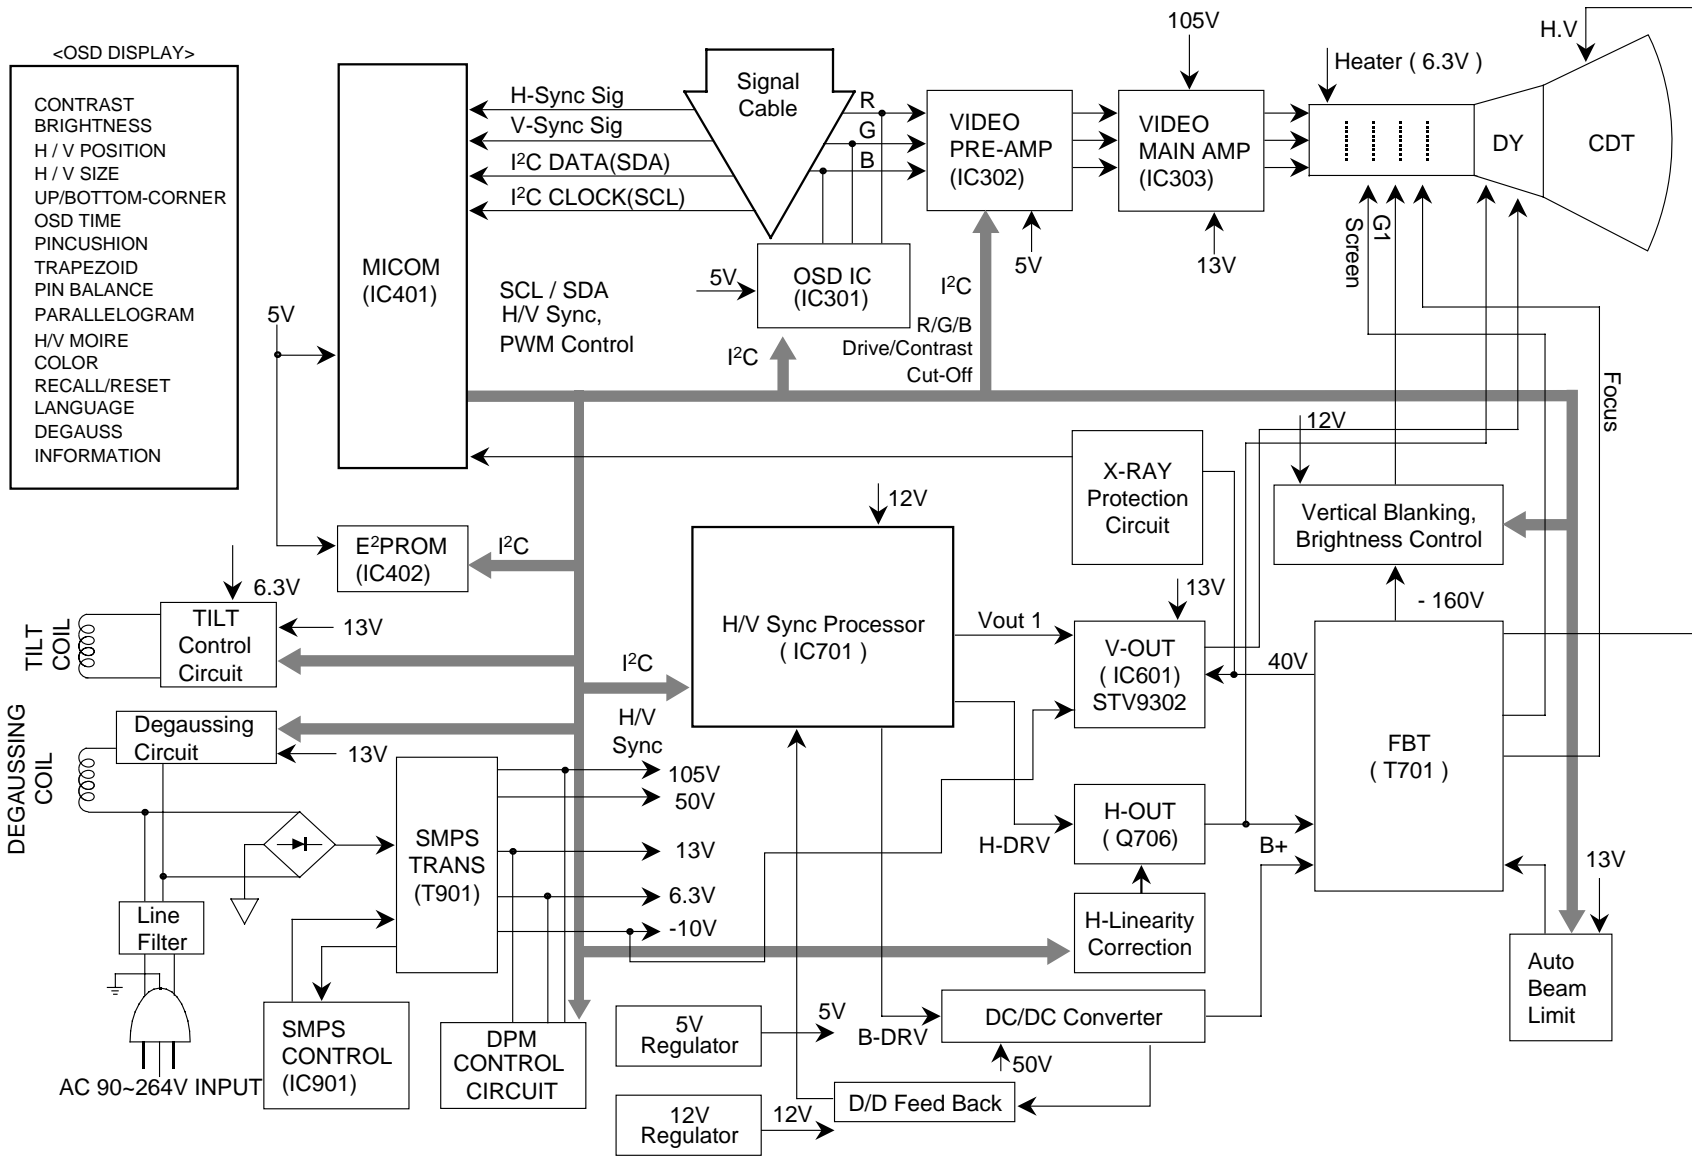 <OSD DISPLAY>
CONTRAST
BRIGHTNESS
H / V POSITION
H / V SIZE
UP/BOTTOM-CORNER
OSD TIME
PINCUSHION
TRAPEZOID
PIN BALANCE
PARALLELOGRAM
H/V MOIRE
COLOR
RECALL/RESET
LANGUAGE
DEGAUSS
INFORMATION
MICOM
(IC401)
5V
H-Sync Sig
V-Sync Sig
I²C DATA(SDA)
I²C CLOCK(SCL)
Signal
Cable
R
G
B
SCL / SDA
H/V Sync,
PWM Control
5V
OSD IC
(IC301)
I²C
VIDEO
PRE-AMP
(IC302)
5V
I²C
R/G/B
Drive/Contrast
Cut-Off
105V
VIDEO
MAIN AMP
(IC303)
13V
Heater ( 6.3V )
H.V
DY
CDT
Screen
G1
Focus
12V
Vertical Blanking,
Brightness Control
- 160V
X-RAY
Protection
Circuit
E²PROM
(IC402)
I²C
6.3V
TILT
COIL
TILT
Control
Circuit
13V
DEGAUSSING
COIL
Degaussing
Circuit
13V
12V
H/V Sync Processor
( IC701 )
I²C
H/V
Sync
Vout 1
13V
V-OUT
( IC601)
STV9302
40V
FBT
( T701 )
H-DRV
H-OUT
( Q706)
B+
H-Linearity
Correction
13V
Auto
Beam
Limit
SMPS
TRANS
(T901)
105V
50V
13V
6.3V
-10V
Line
Filter
AC 90~264V INPUT
SMPS
CONTROL
(IC901)
DPM
CONTROL
CIRCUIT
5V
Regulator
5V
12V
Regulator
12V
B-DRV
DC/DC Converter
50V
D/D Feed Back